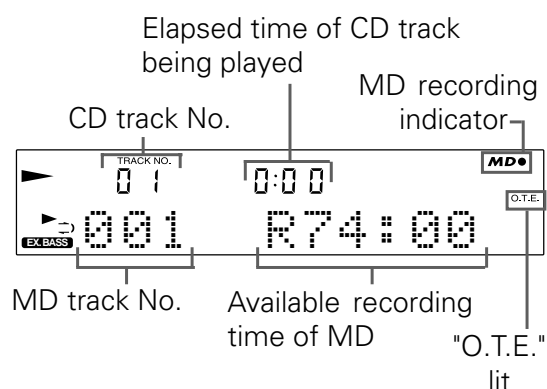 Elapsed time of CD track
being played
MD recording
indicator
CD track No.
TRACK NO.
01
0:00
MD●
O.T.E.
EX. BASS
001
R74:00
MD track No.
Available recording
time of MD
"O.T.E."
lit